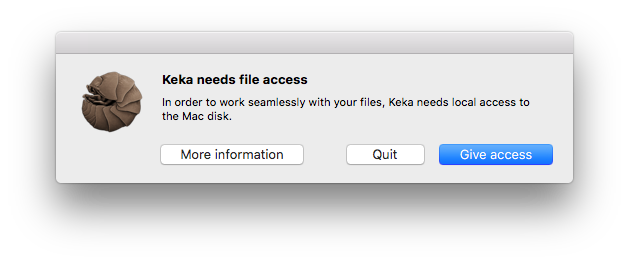 Keka needs file access
In order to work seamlessly with your files, Keka needs local access to
the Mac disk.
More information
Quit
Give access